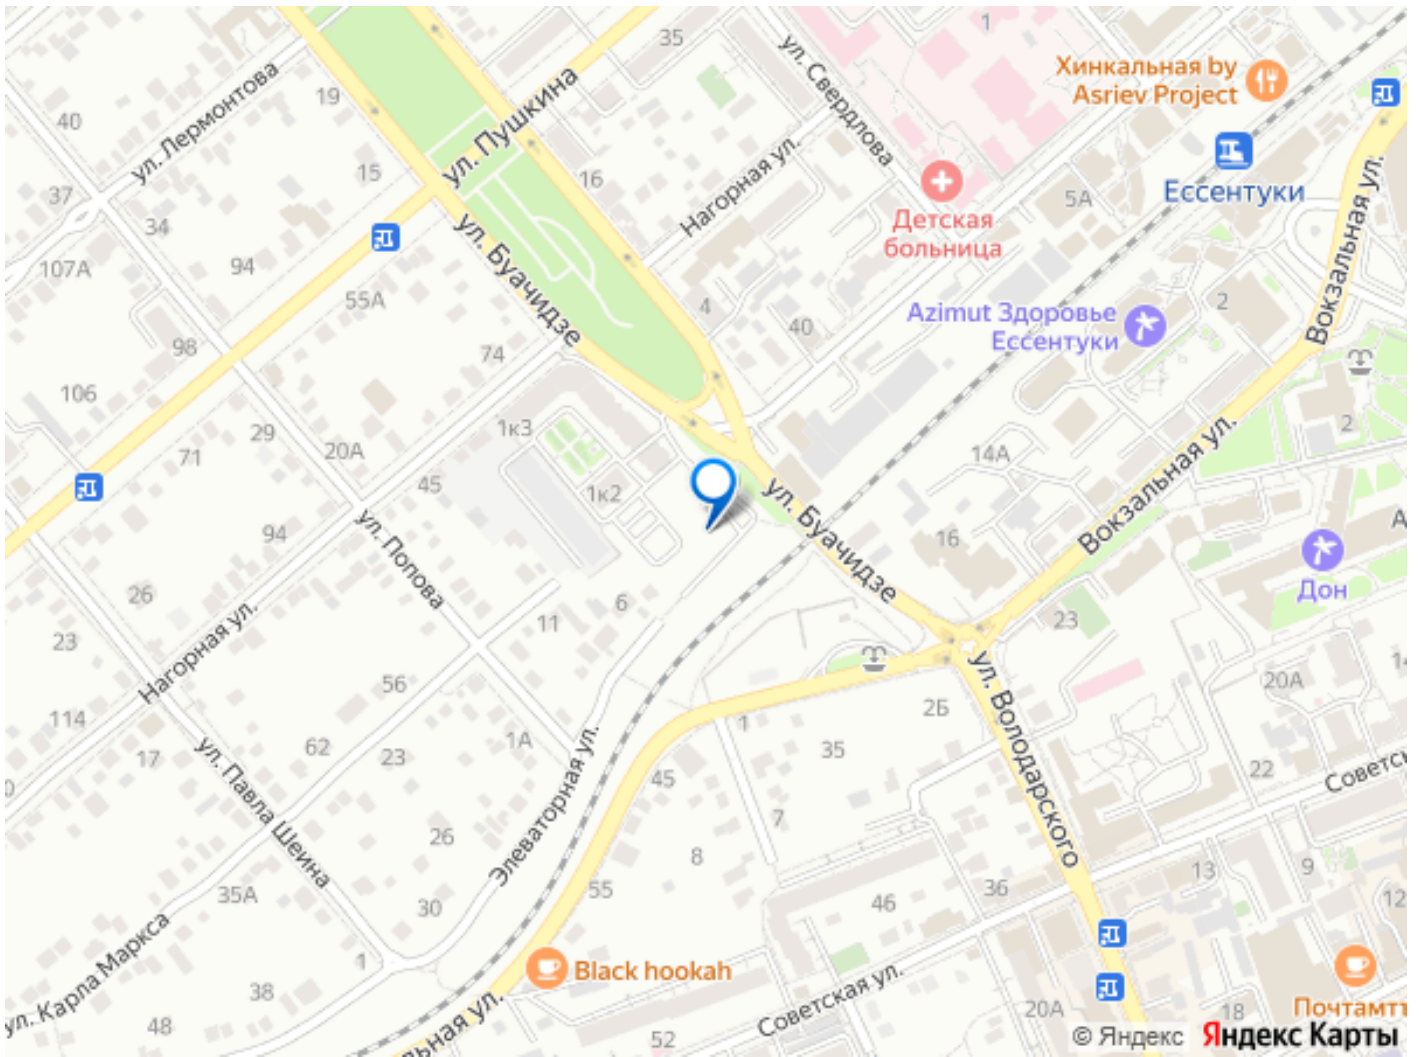 35
1
ул. Свердлова
Хинкальная by
Asriev Project
19
ул. Лермонтова
ул. Пушкина
40
15
16
Нагорная ул.
Детская
больница
5А
Ессентуки
37
34
107А
94
55А
ул. Буачидзе
4
40
Azimut Здоровье
Ессентуки
2
Вокзальная ул.
98
74
106
29
20А
1к3
71
45
1к2
14А
2
Вокзальная ул.
ул. Буачидзе
94
ул. Попова
16
Дон
26
6
11
23
23
Нагорная ул.
56
114
62
17
23
1А
2Б
1
35
ул. Володарского
20А
22
Советск
ул. Павла Шеина
Элеваторная ул.
45
7
26
8
55
13
9
35А
30
46
36
12
ул. Карла Маркса
1
38
48
Black hookah
льная ул.
52
Советская ул.
20А
18
Почтамтъ
© Яндекс
Яндекс Карты